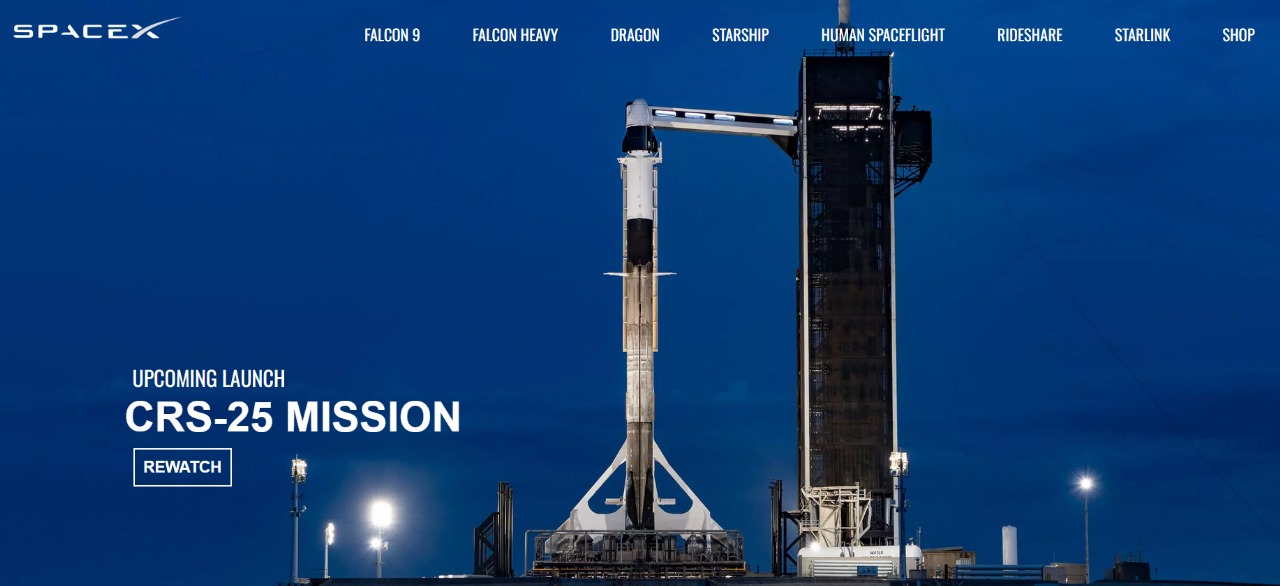 SPACEX
FALCON 9
FALCON HEAVY
DRAGON
STARSHIP
HUMAN SPACEFLIGHT
RIDESHARE
STARLINK
SHOP
UPCOMING LAUNCH
CRS-25 MISSION
REWATCH